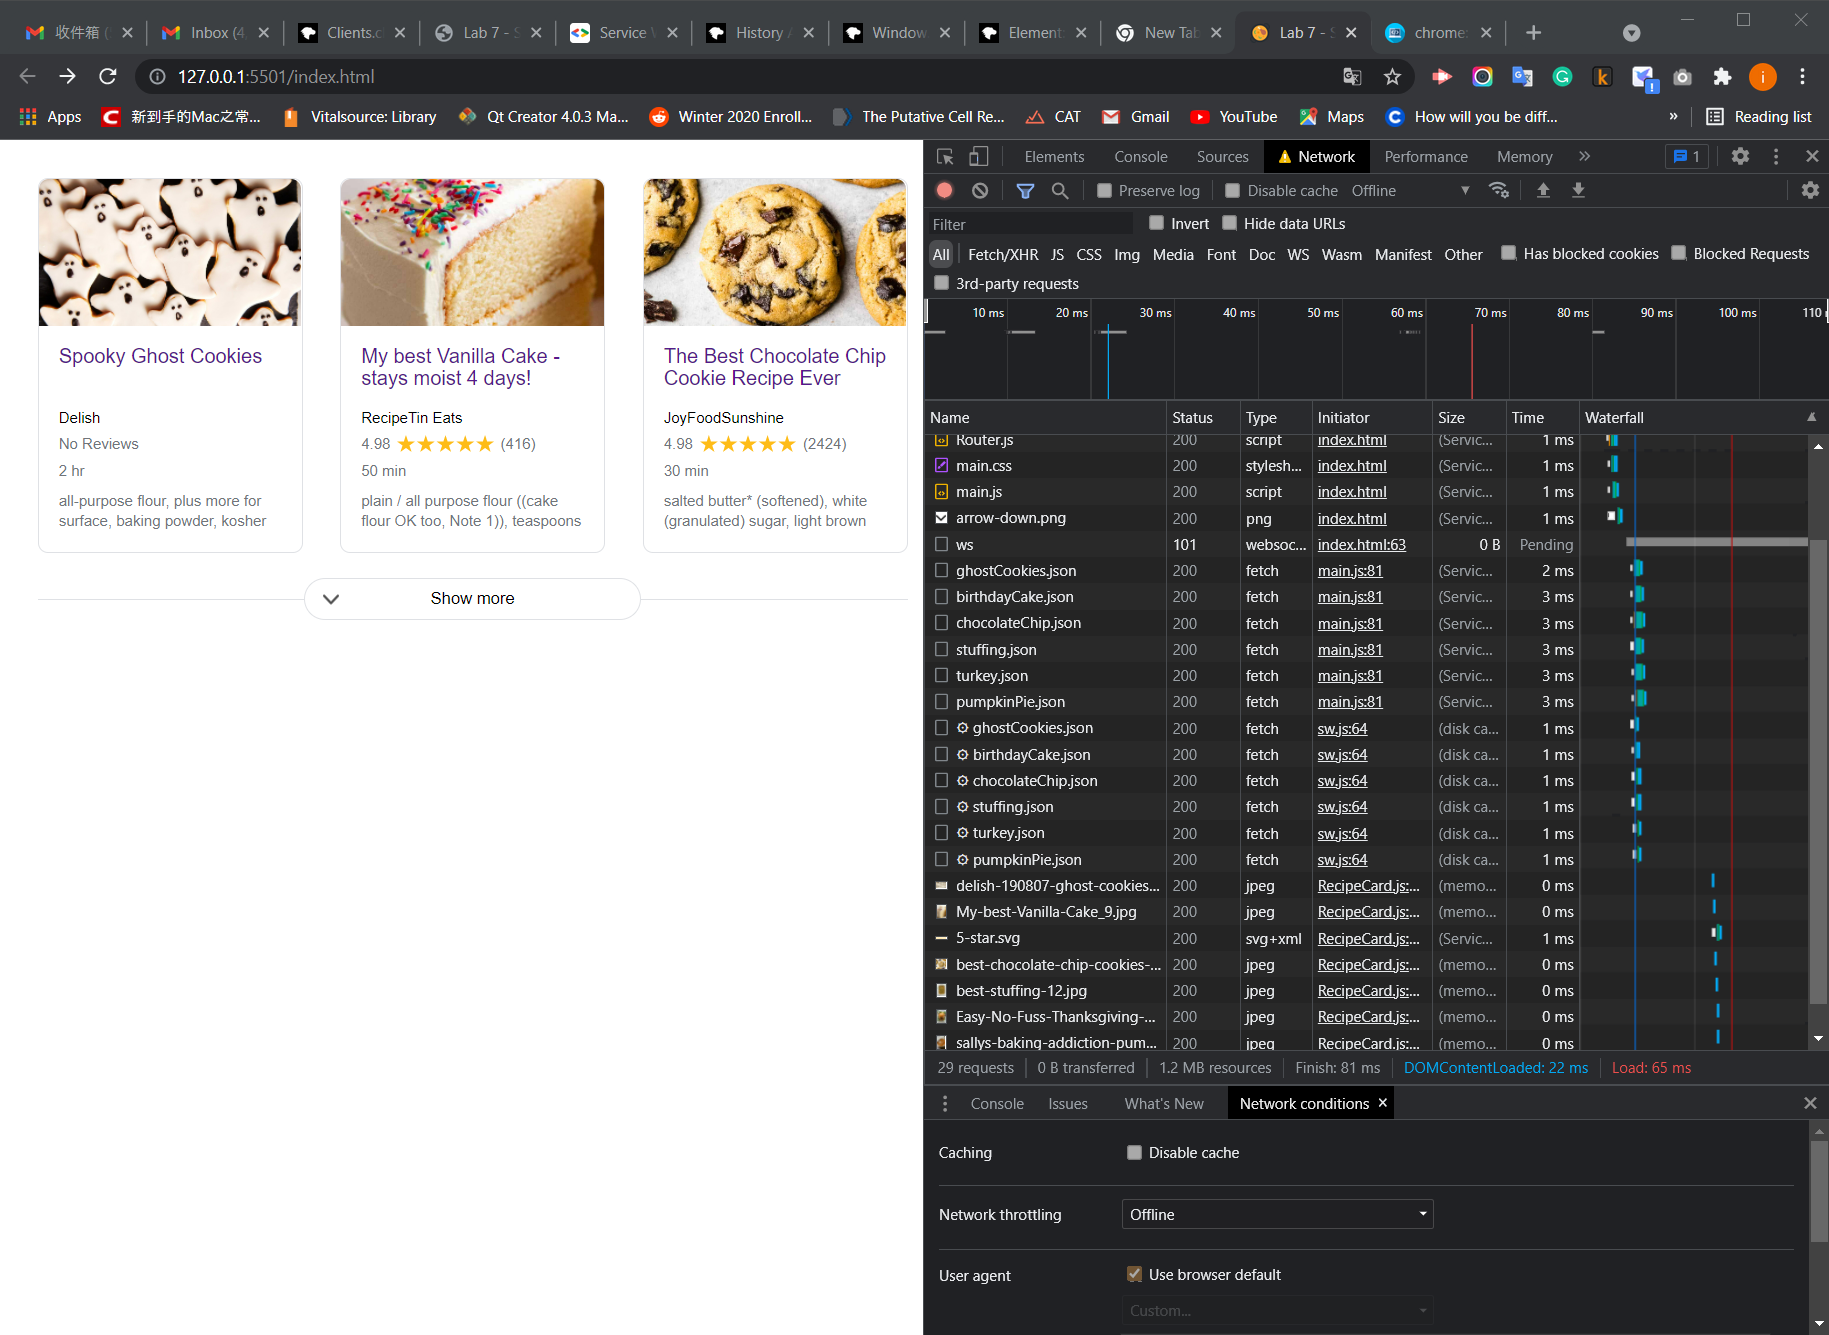 收件箱 (
Inbox (4,
Clients.c
Lab 7 - S
Service W
History A
Window
Element:
New Tab
Lab 7 - S
chrome:
127.0.0.1:5501/index.html
Apps
新到手的Mac之常...
Vitalsource: Library
Qt Creator 4.0.3 Ma...
Winter 2020 Enroll...
The Putative Cell Re...
CAT
Gmail
YouTube
Maps
How will you be diff...
»
Reading list
Spooky Ghost Cookies
Delish
No Reviews
2 hr
all-purpose flour, plus more for
surface, baking powder, kosher
My best Vanilla Cake -
stays moist 4 days!
RecipeTin Eats
4.98 ★★★★★ (416)
50 min
plain / all purpose flour ((cake
flour OK too, Note 1)), teaspoons
The Best Chocolate Chip
Cookie Recipe Ever
JoyFoodSunshine
4.98 ★★★★★ (2424)
30 min
salted butter* (softened), white
(granulated) sugar, light brown
Show more
Elements Console Sources Network Performance Memory » 1
Preserve log Disable cache Offline
Filter Invert Hide data URLs
All Fetch/XHR JS CSS Img Media Font Doc WS Wasm Manifest Other Has blocked cookies Blocked Requests
3rd-party requests
10 ms 20 ms 30 ms 40 ms 50 ms 60 ms 70 ms 80 ms 90 ms 100 ms 110
Name Status Type Initiator Size Time Waterfall
Router.js 200 script index.html (Servic... 1 ms
main.css 200 stylesh... index.html (Servic... 1 ms
main.js 200 script index.html (Servic... 1 ms
arrow-down.png 200 png index.html (Servic... 1 ms
ws 101 websoc... index.html:63 0 B Pending
ghostCookies.json 200 fetch main.js:81 (Servic... 2 ms
birthdayCake.json 200 fetch main.js:81 (Servic... 3 ms
chocolateChip.json 200 fetch main.js:81 (Servic... 3 ms
stuffing.json 200 fetch main.js:81 (Servic... 3 ms
turkey.json 200 fetch main.js:81 (Servic... 3 ms
pumpkinPie.json 200 fetch main.js:81 (Servic... 3 ms
ghostCookies.json 200 fetch sw.js:64 (disk ca... 1 ms
birthdayCake.json 200 fetch sw.js:64 (disk ca... 1 ms
chocolateChip.json 200 fetch sw.js:64 (disk ca... 1 ms
stuffing.json 200 fetch sw.js:64 (disk ca... 1 ms
turkey.json 200 fetch sw.js:64 (disk ca... 1 ms
pumpkinPie.json 200 fetch sw.js:64 (disk ca... 1 ms
delish-190807-ghost-cookies... 200 jpeg RecipeCard.js:... (memo... 0 ms
My-best-Vanilla-Cake_9.jpg 200 jpeg RecipeCard.js:... (memo... 0 ms
5-star.svg 200 svg+xml RecipeCard.js:... (Servic... 1 ms
best-chocolate-chip-cookies-... 200 jpeg RecipeCard.js:... (memo... 0 ms
best-stuffing-12.jpg 200 jpeg RecipeCard.js:... (memo... 0 ms
Easy-No-Fuss-Thanksgiving-... 200 jpeg RecipeCard.js:... (memo... 0 ms
sallys-baking-addiction-pum... 200 jpeg RecipeCard.js:... (memo... 0 ms
29 requests 0 B transferred 1.2 MB resources Finish: 81 ms DOMContentLoaded: 22 ms Load: 65 ms
Console Issues What's New Network conditions
Caching Disable cache
Network throttling Offline
User agent Use browser default
Custom...